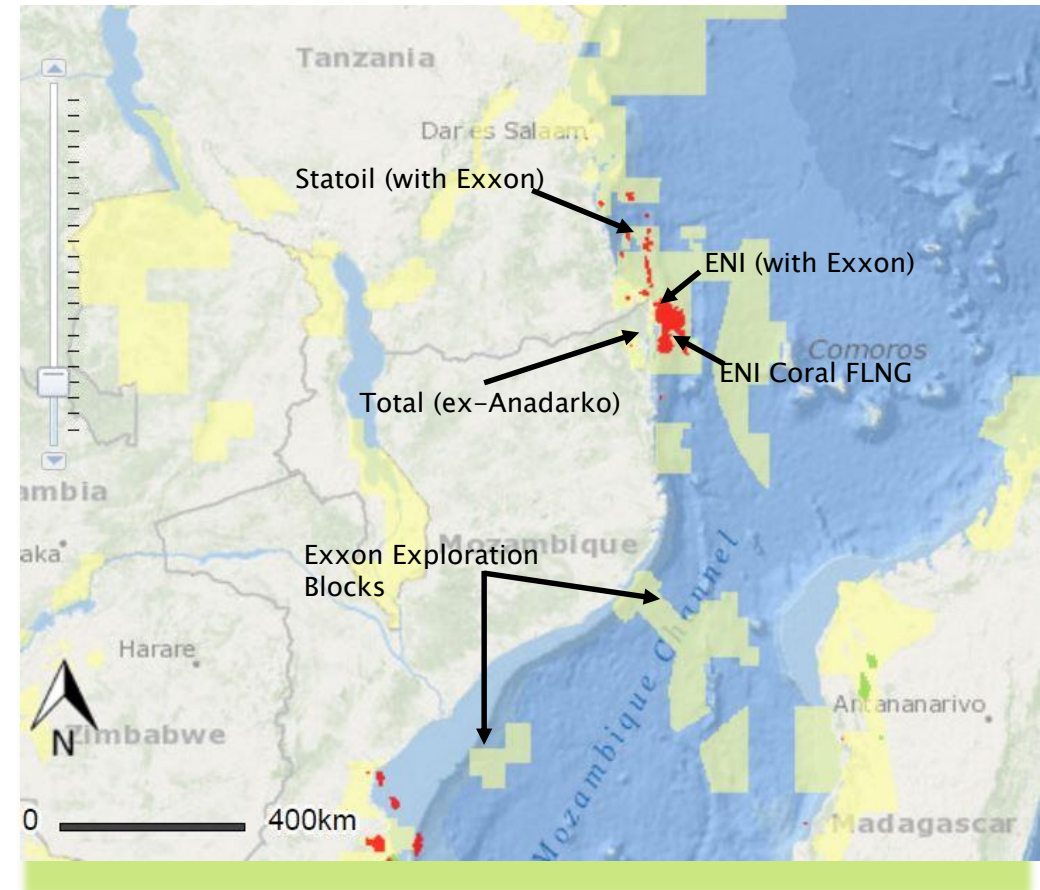 Tanzania
Dar es Salaam
Statoil (with Exxon)
ENI (with Exxon)
Comoros
ENI Coral FLNG
Total (ex-Anadarko)
ambia
aka
Mozambique
Exxon Exploration
Blocks
Mozambique Channel
Harare
Antananarivo
N
Zimbabwe
0
400km
Madagascar